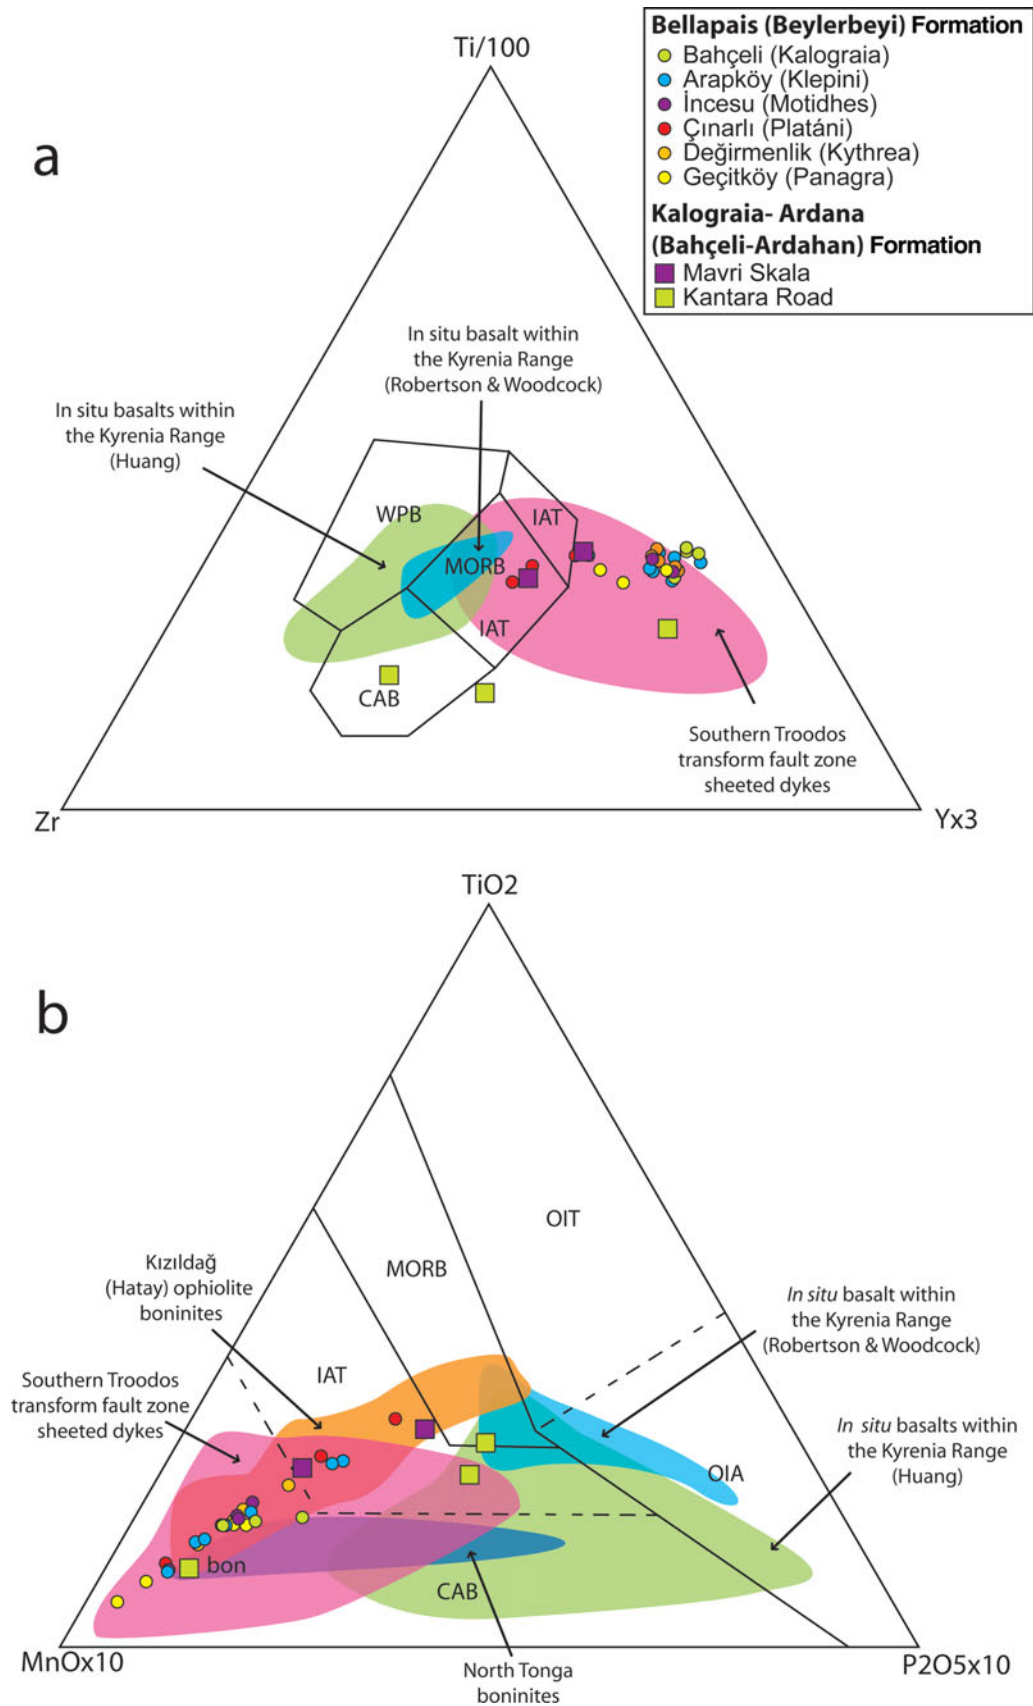 Ti/100
a
Bellapais (Beylerbeyi) Formation
Bahçeli (Kalograia)
Arapköy (Klepini)
İncesu (Motidhes)
Çınarlı (Platáni)
Değirmenlik (Kythrea)
Geçitköy (Panagra)
Kalograia- Ardana
(Bahçeli-Ardahan) Formation
Mavri Skala
Kantara Road
In situ basalt within
the Kyrenia Range
(Robertson & Woodcock)
In situ basalts within
the Kyrenia Range
(Huang)
WPB
IAT
MORB
IAT
CAB
Southern Troodos
transform fault zone
sheeted dykes
Zr
Yx3
TiO2
b
OIT
MORB
Kızıldağ
(Hatay) ophiolite
boninites
In situ basalt within
the Kyrenia Range
(Robertson & Woodcock)
IAT
Southern Troodos
transform fault zone
sheeted dykes
In situ basalts within
the Kyrenia Range
(Huang)
OIA
bon
CAB
MnOx10
North Tonga
boninites
P2O5x10